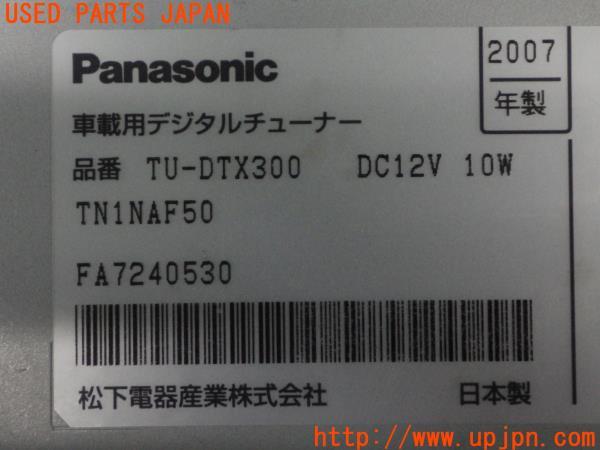 USED PARTS JAPAN
Panasonic
2007
年製
車載用デジタルチューナー
品番 TU-DTX300 DC12V 10W
TN1NAF50
FA7240530
松下電器産業株式会社 日本製
http://www.upjpn.com/